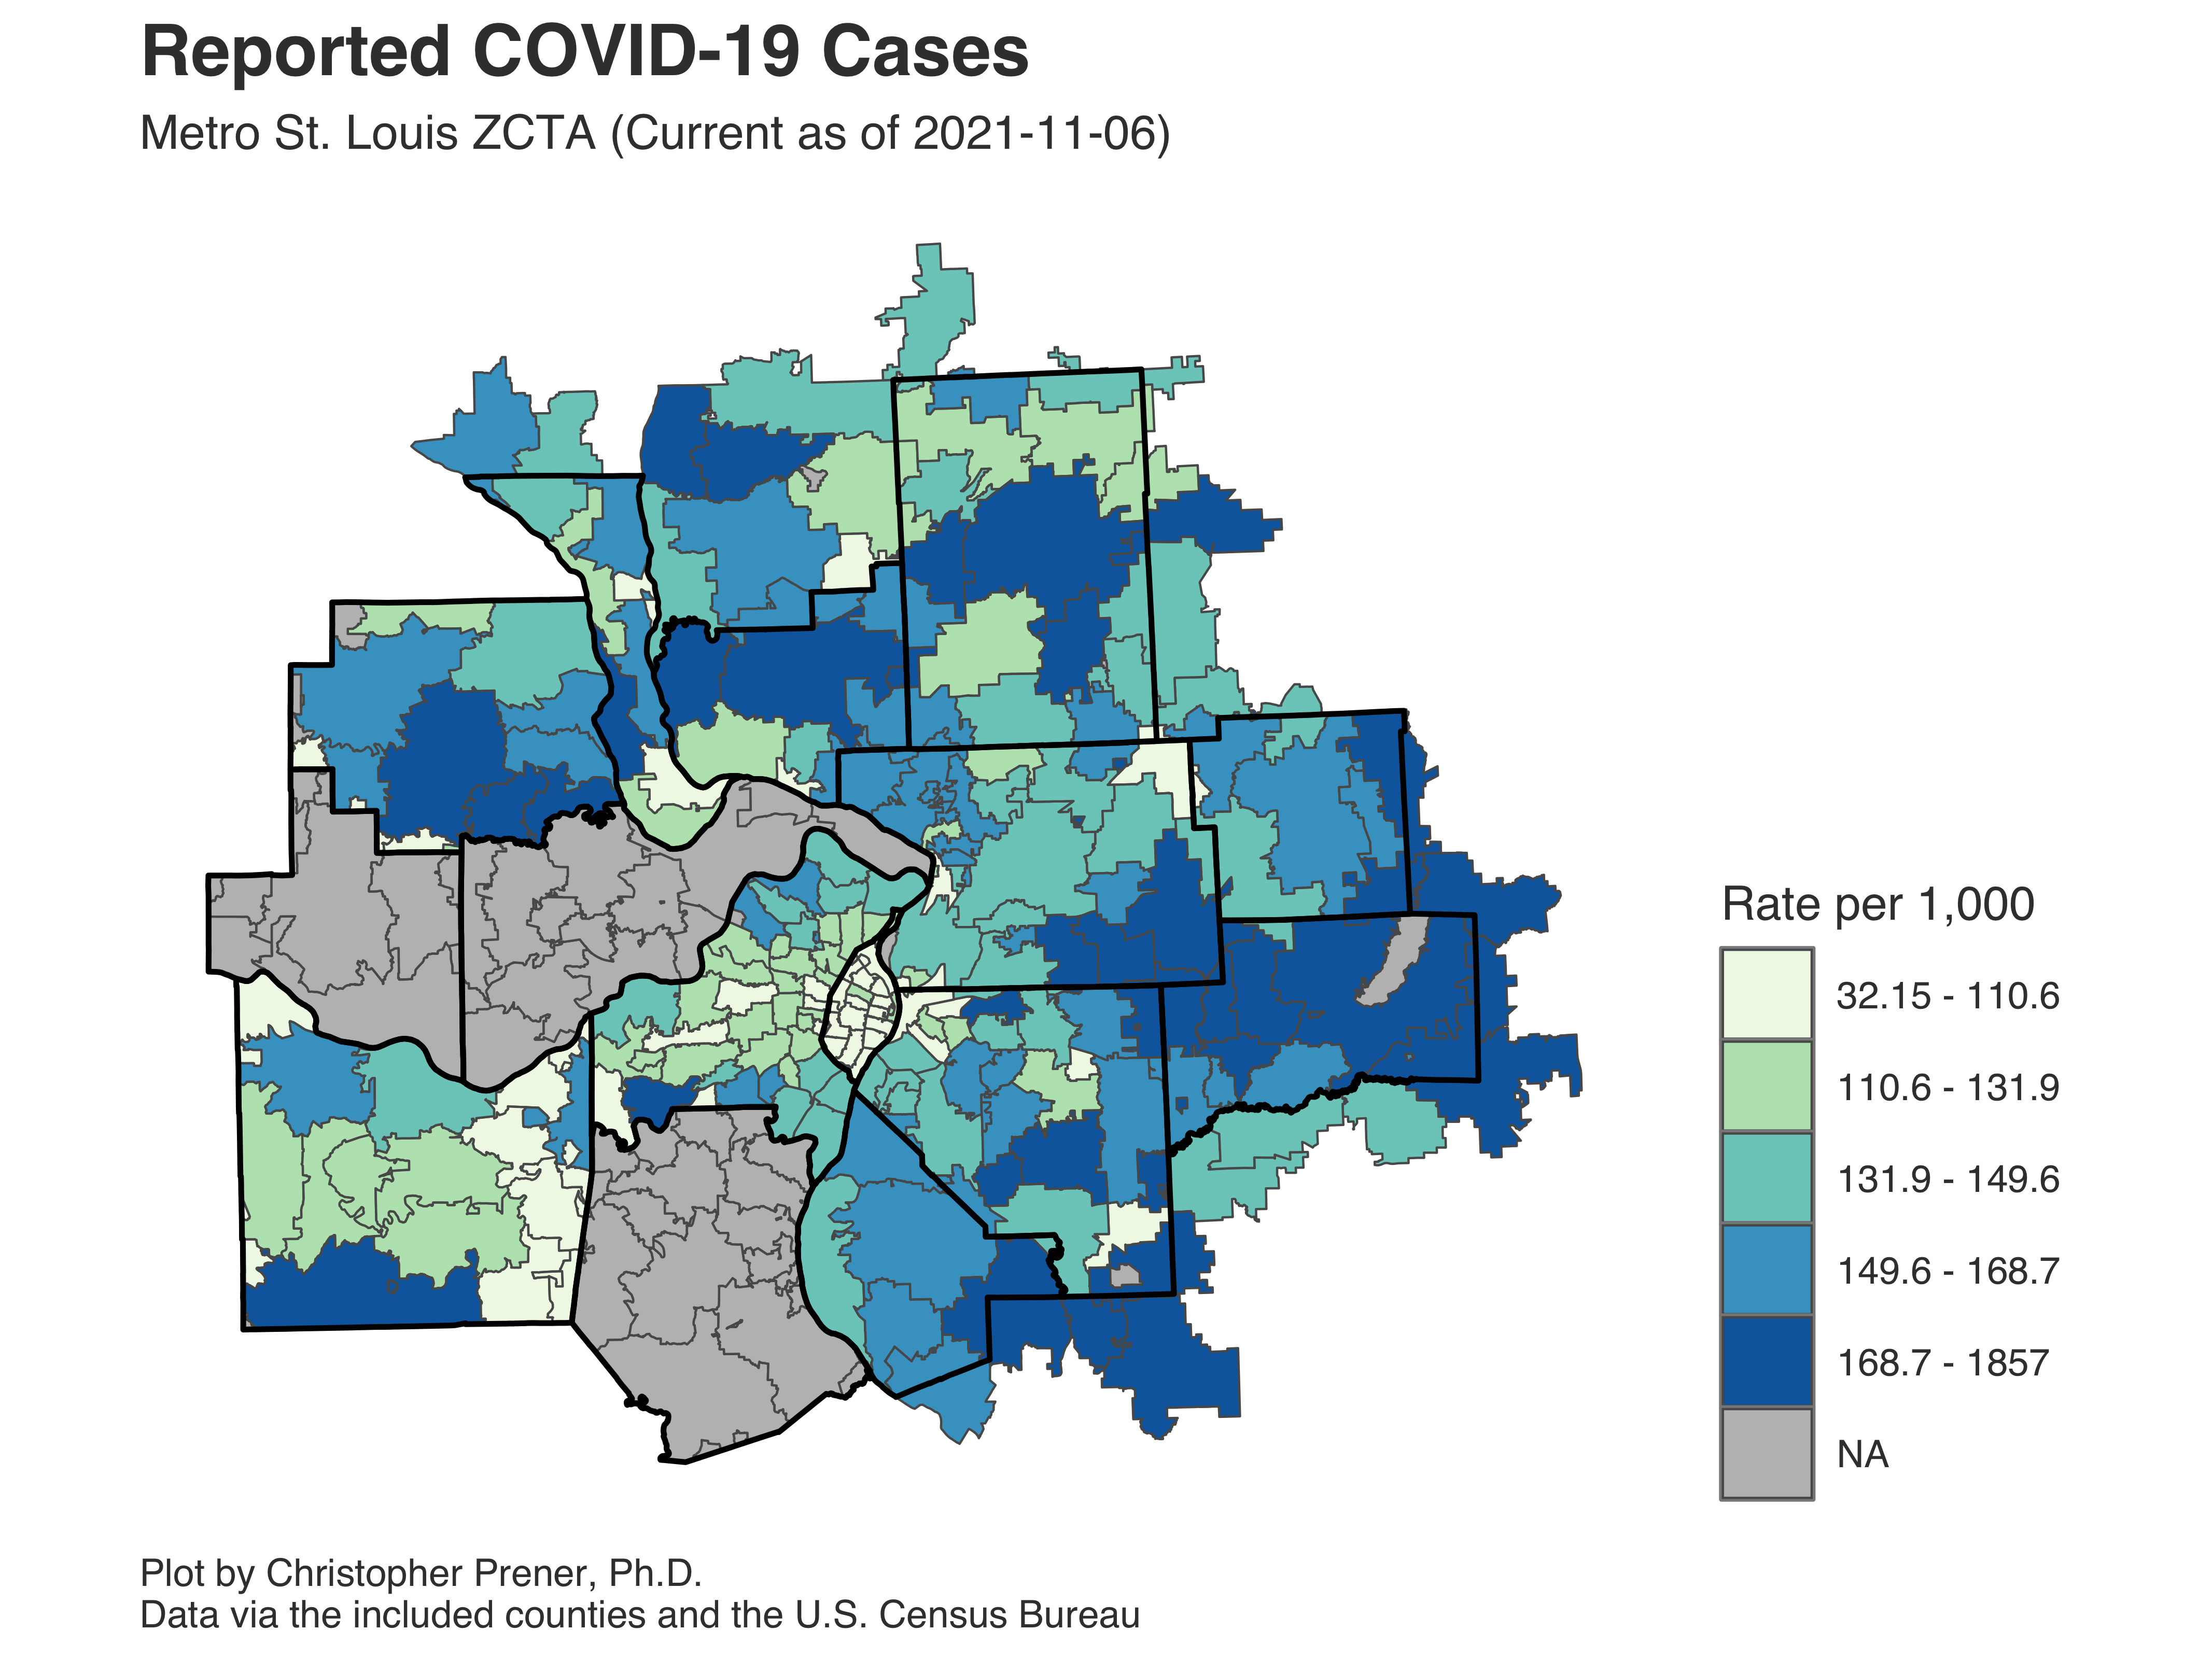 Reported COVID-19 Cases
Metro St. Louis ZCTA (Current as of 2021-11-06)
Rate per 1,000
32.15 - 110.6
110.6 - 131.9
131.9 - 149.6
149.6 - 168.7
168.7 - 1857
NA
Plot by Christopher Prener, Ph.D.
Data via the included counties and the U.S. Census Bureau